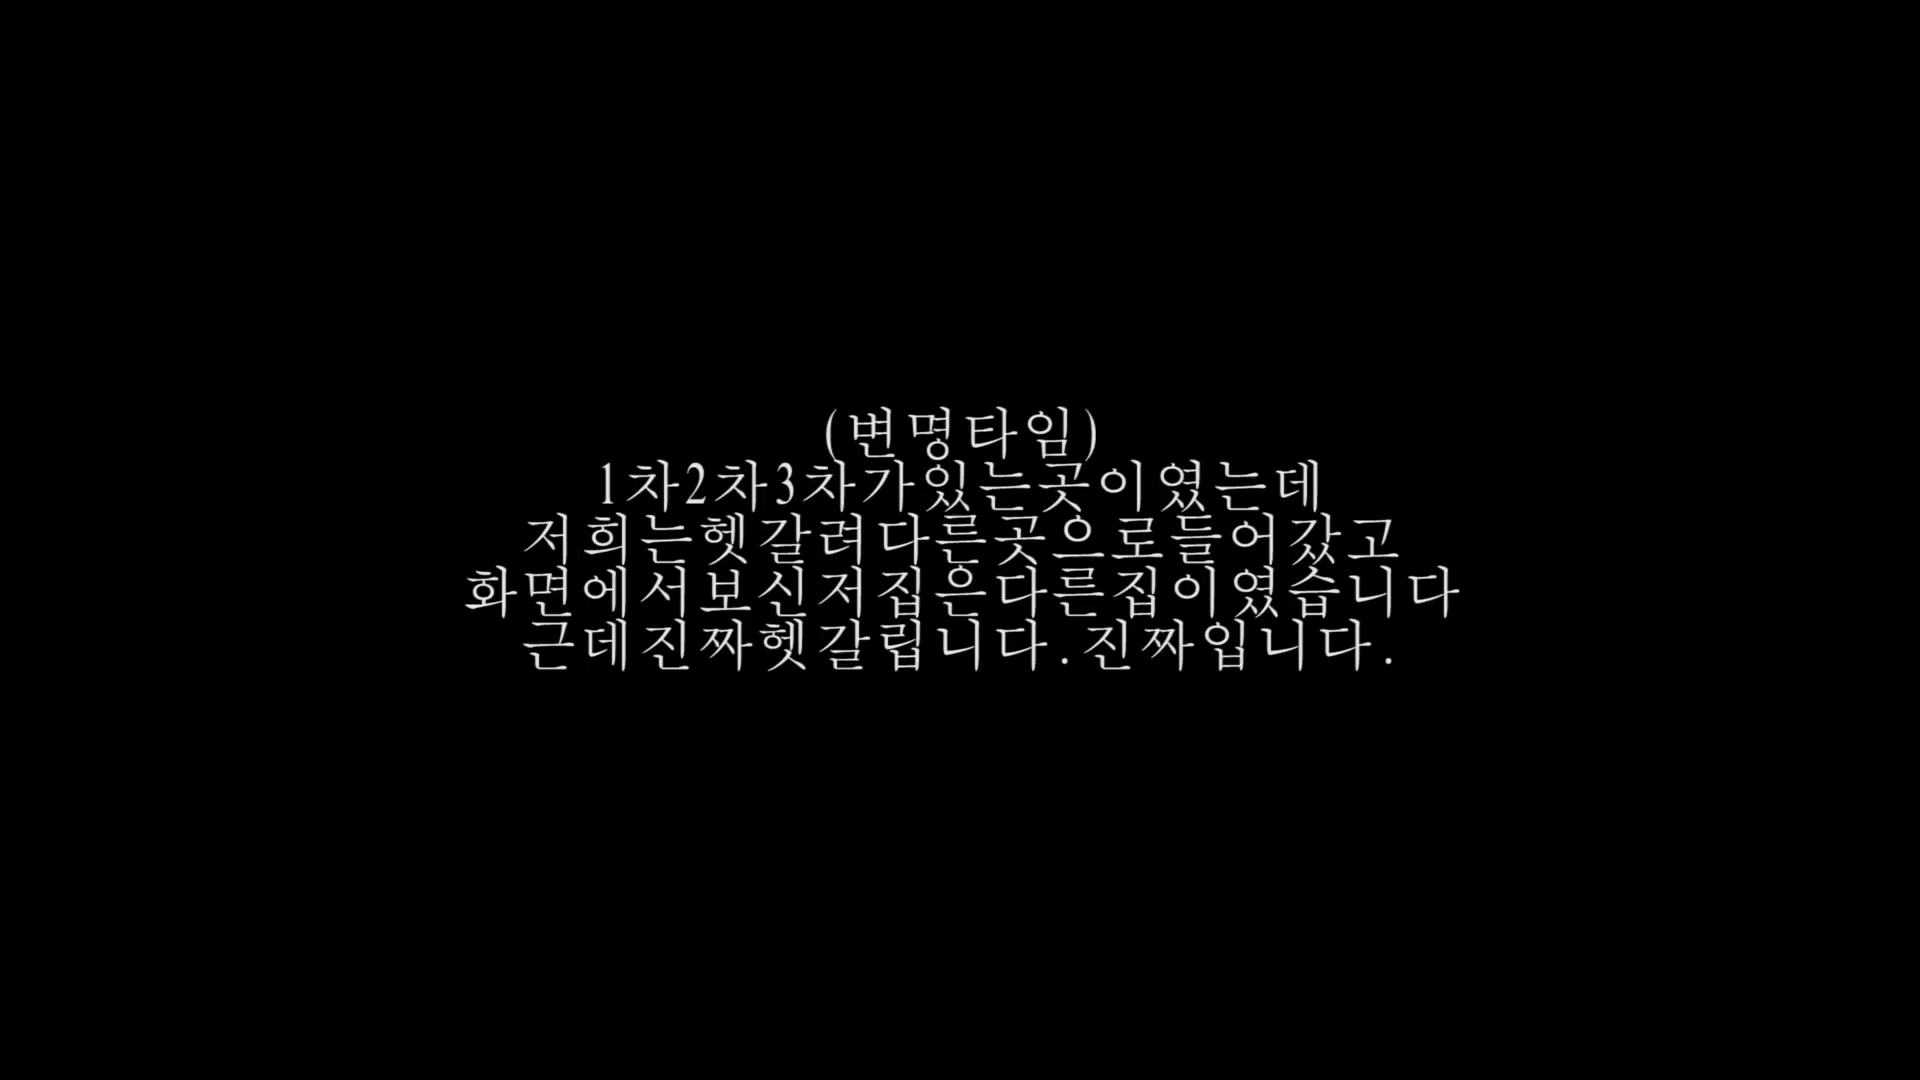 (변명타임)
1차2차3차가있는곳이였는데
저희는헷갈려다른곳으로들어갔고
화면에서보신저집은다른집이였습니다
근데진짜헷갈립니다.진짜입니다.